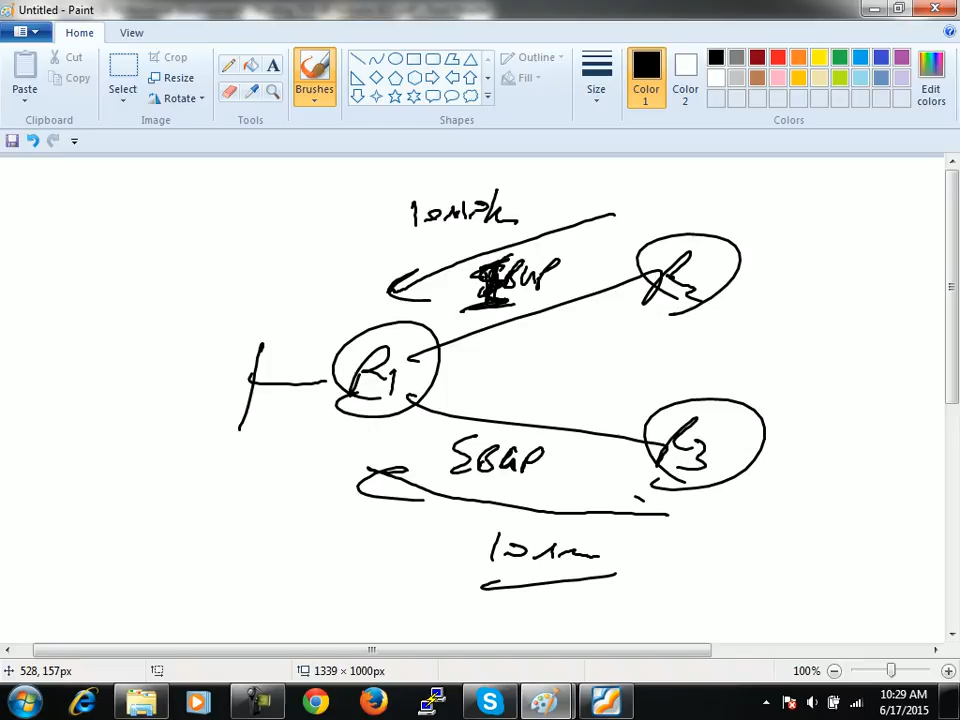 Untitled - Paint
Home
View
Paste
Cut
Copy
Clipboard
Select
Crop
Resize
Rotate
Image
Tools
Brushes
Shapes
Outline
Fill
Size
Color 1
Color 2
Edit colors
Colors
BGP
R2
R1
R3
EBGP
528, 157px
1339 × 1000px
100%
10:29 AM
6/17/2015